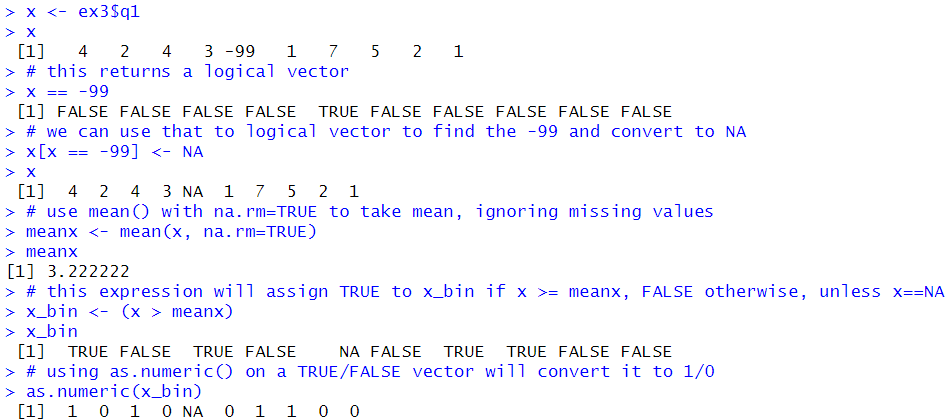 > x <- ex3$q1
> x
[1] 4 2 4 3 -99 1 7 5 2 1
> # this returns a logical vector
> x == -99
[1] FALSE FALSE FALSE FALSE TRUE FALSE FALSE FALSE FALSE FALSE
> # we can use that to logical vector to find the -99 and convert to NA
> x[x == -99] <- NA
> x
[1] 4 2 4 3 NA 1 7 5 2 1
> # use mean() with na.rm=TRUE to take mean, ignoring missing values
> meanx <- mean(x, na.rm=TRUE)
> meanx
[1] 3.222222
> # this expression will assign TRUE to x_bin if x >= meanx, FALSE otherwise, unless x==NA
> x_bin <- (x > meanx)
> x_bin
[1] TRUE FALSE TRUE FALSE NA FALSE TRUE TRUE FALSE FALSE
> # using as.numeric() on a TRUE/FALSE vector will convert it to 1/0
> as.numeric(x_bin)
[1] 1 0 1 0 NA 0 1 1 0 0